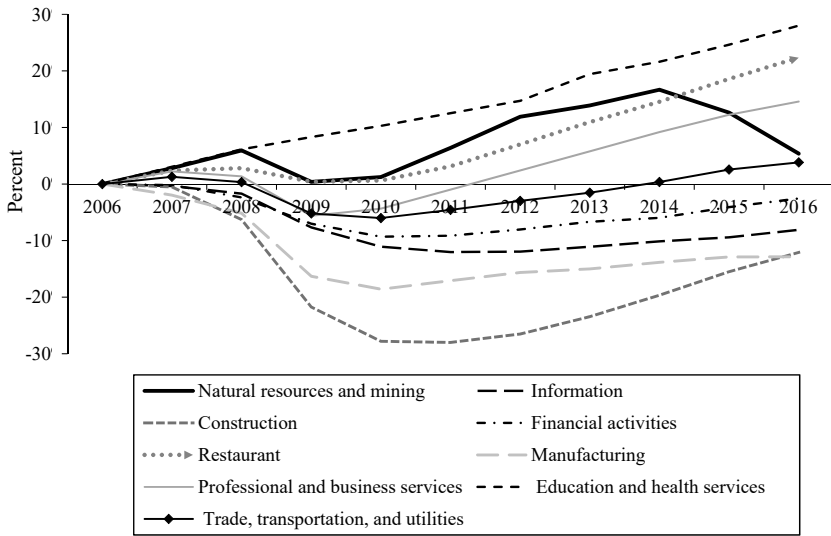 30
20
10
0
-10
-20
-30
Percent
2006 2007 2008 2009 2010 2011 2012 2013 2014 2015 2016
Natural resources and mining Information
Construction Financial activities
Restaurant Manufacturing
Professional and business services Education and health services
Trade, transportation, and utilities